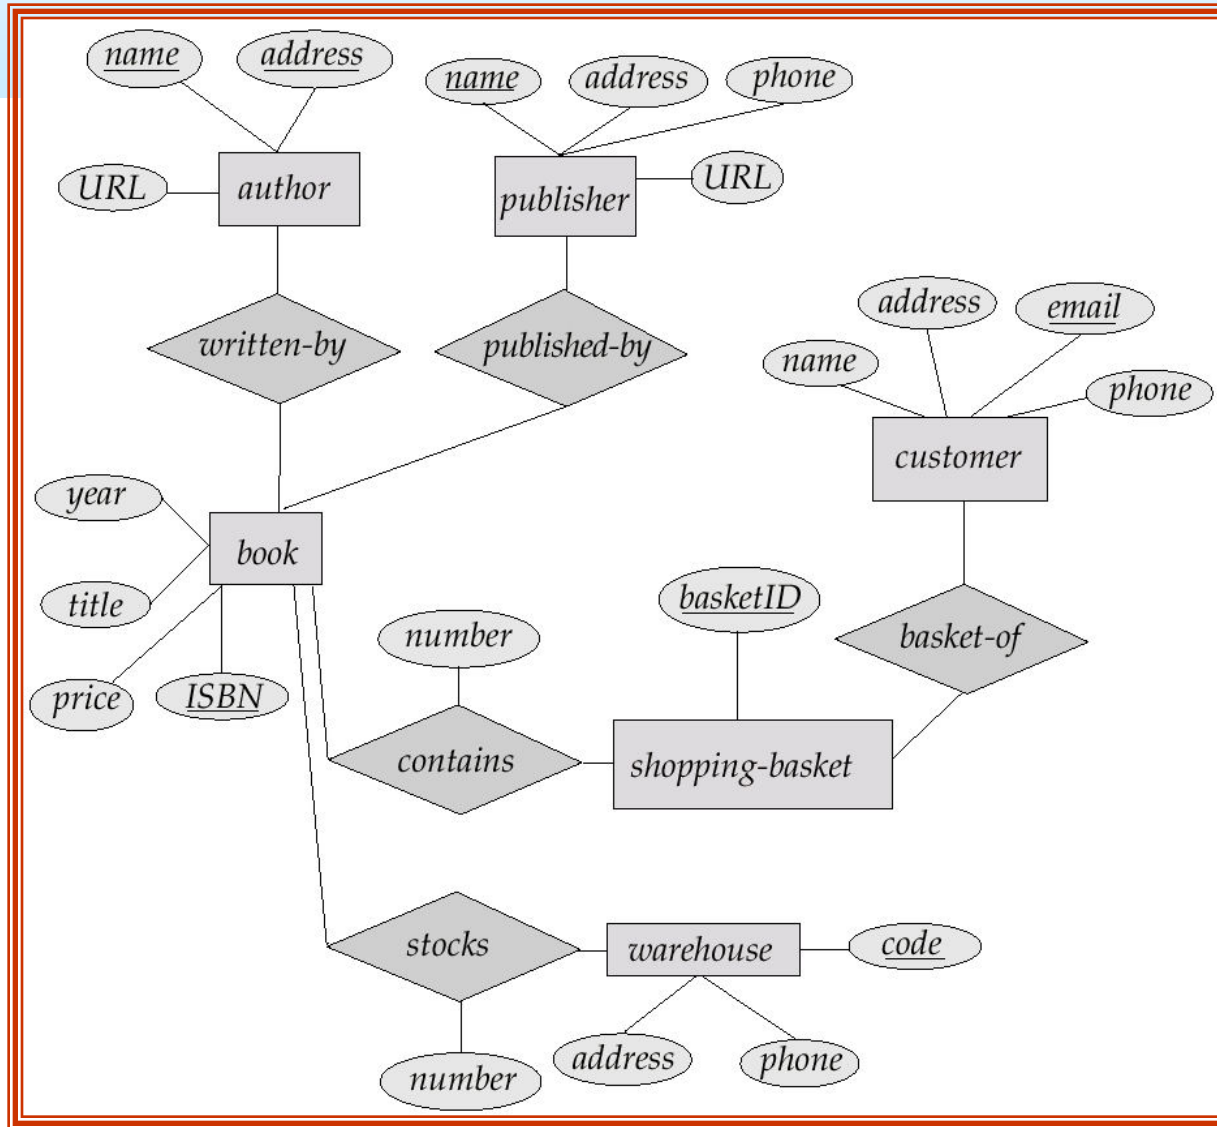 name
address
name
address
phone
URL
author
publisher
URL
address
email
written-by
published-by
name
phone
customer
year
book
title
basketID
number
basket-of
price
ISBN
contains
shopping-basket
stocks
warehouse
code
address
phone
number